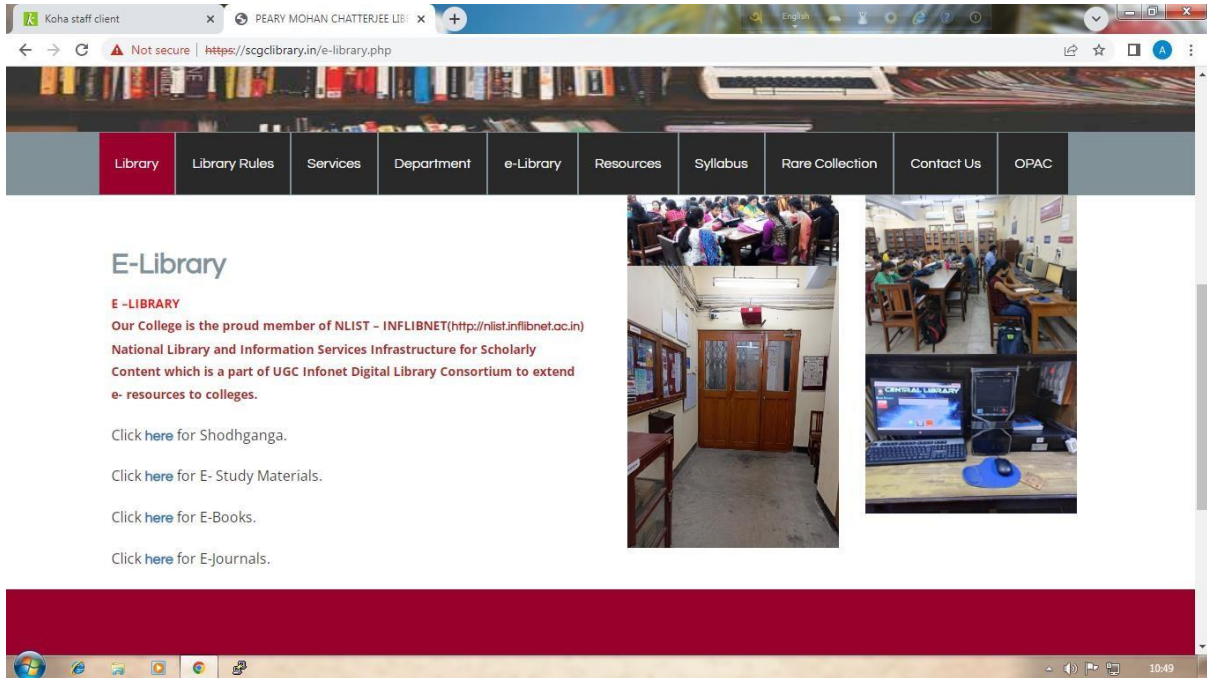 Koha staff client
PEARY MOHAN CHATTERJEE LIB
English
Not secure | https://scgclibrary.in/e-library.php
Library
Library Rules
Services
Department
e-Library
Resources
Syllabus
Rare Collection
Contact Us
OPAC
E-Library
E –LIBRARY
Our College is the proud member of NLIST – INFLIBNET(http://nlist.inflibnet.ac.in)
National Library and Information Services Infrastructure for Scholarly
Content which is a part of UGC Infonet Digital Library Consortium to extend
e- resources to colleges.
Click here for Shodhganga.
Click here for E- Study Materials.
Click here for E-Books.
Click here for E-Journals.
CENTRAL LIBRARY
10:49